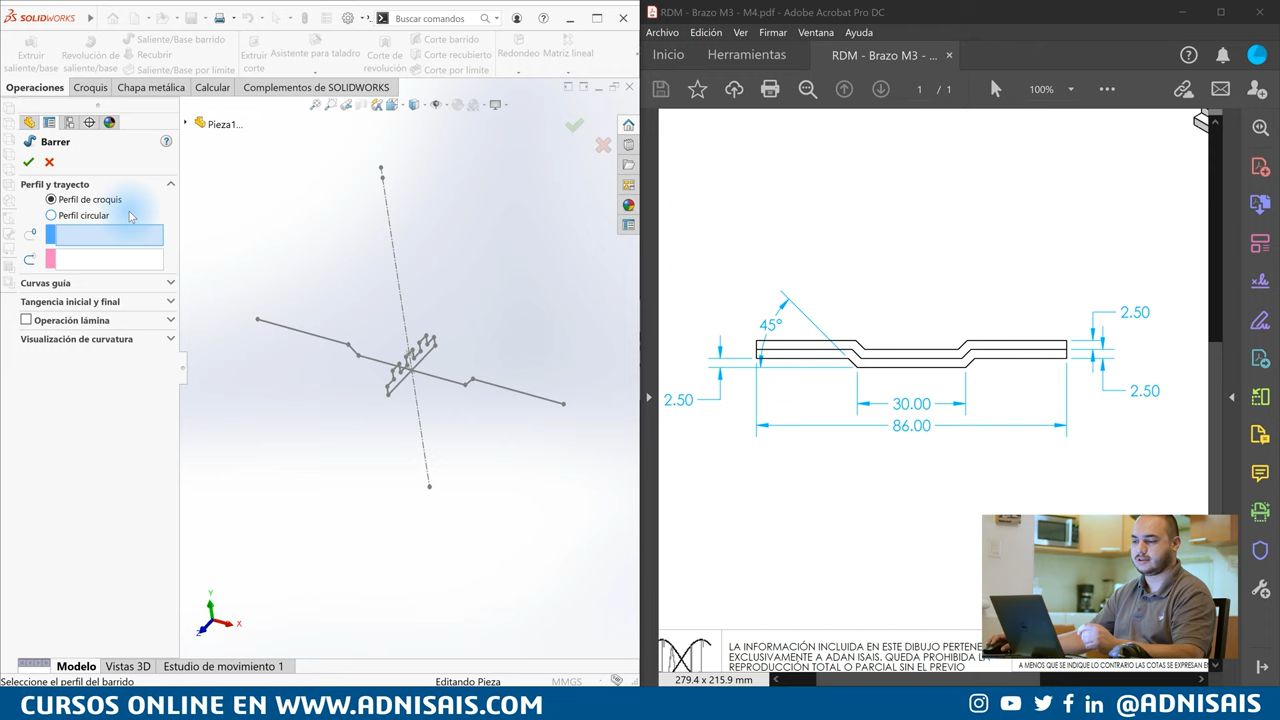 SOLIDWORKS
Buscar comandos
Extruir saliente/base
Revolución de saliente/base
Saliente/Base barrido
Recubrir
Saliente/Base por límite
Extruir corte
Asistente para taladro
Corte de revolución
Corte barrido
Corte recubierto
Corte por límite
Redondeo
Matriz lineal
Operaciones
Croquis
Chapa metálica
Calcular
Complementos de SOLIDWORKS
Pieza1...
Barrer
Perfil y trayecto
Perfil de croquis
Perfil circular
Curvas guía
Tangencia inicial y final
Operación lámina
Visualización de curvatura
Y
X
Z
Modelo
Vistas 3D
Estudio de movimiento 1
Seleccione el perfil del barrido
Editando Pieza
MMGS
RDM - Brazo M3 - M4.pdf - Adobe Acrobat Pro DC
Archivo Edición Ver Firmar Ventana Ayuda
Inicio
Herramientas
RDM - Brazo M3 - ...
1 / 1
100%
45°
2.50
2.50
2.50
2.50
30.00
86.00
LA INFORMACIÓN INCLUIDA EN ESTE DIBUJO PERTENE
EXCLUSIVAMENTE A ADAN ISAIS. QUEDA PROHIBIDA
REPRODUCCIÓN TOTAL O PARCIAL SIN EL PREVIO
A MENOS QUE SE INDIQUE LO CONTRARIO LAS COTAS SE EXPRESAN
279.4 x 215.9 mm
CURSOS ONLINE EN WWW.ADNISAIS.COM
@ADNISAIS